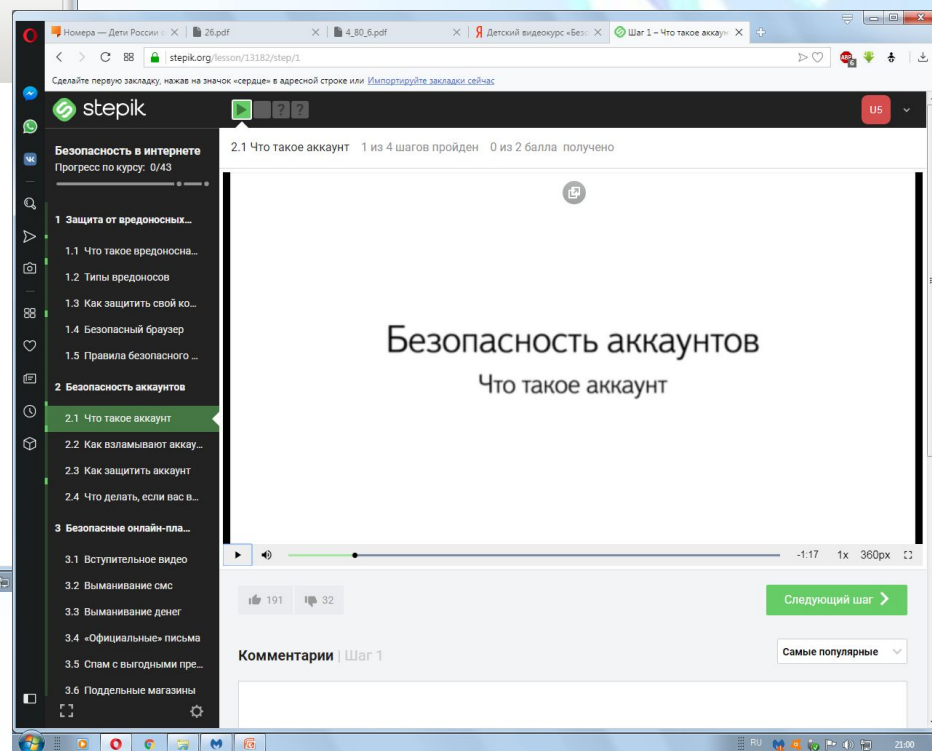 Номера — Дети России с
26.pdf
4_80_6.pdf
Я Детский видеокурс «Безо
Шаг 1 – Что такое аккаун
stepik.org/lesson/13182/step/1
Сделайте первую закладку, нажав на значок «сердце» в адресной строке или Импортируйте закладки сейчас
stepik
? ?
U5
Безопасность в интернете
Прогресс по курсу: 0/43
2.1 Что такое аккаунт 1 из 4 шагов пройден 0 из 2 балла получено
1 Защита от вредоносных...
1.1 Что такое вредоносна...
1.2 Типы вредоносов
1.3 Как защитить свой ко...
1.4 Безопасный браузер
1.5 Правила безопасного ...
2 Безопасность аккаунтов
2.1 Что такое аккаунт
2.2 Как взламывают аккау...
2.3 Как защитить аккаунт
2.4 Что делать, если вас в...
3 Безопасные онлайн-пла...
3.1 Вступительное видео
3.2 Выманивание смс
3.3 Выманивание денег
3.4 «Официальные» письма
3.5 Спам с выгодными пре...
3.6 Поддельные магазины
Безопасность аккаунтов
Что такое аккаунт
-1:17 1x 360px
191 32
Следующий шаг
Комментарии | Шаг 1
Самые популярные
RU
21:00